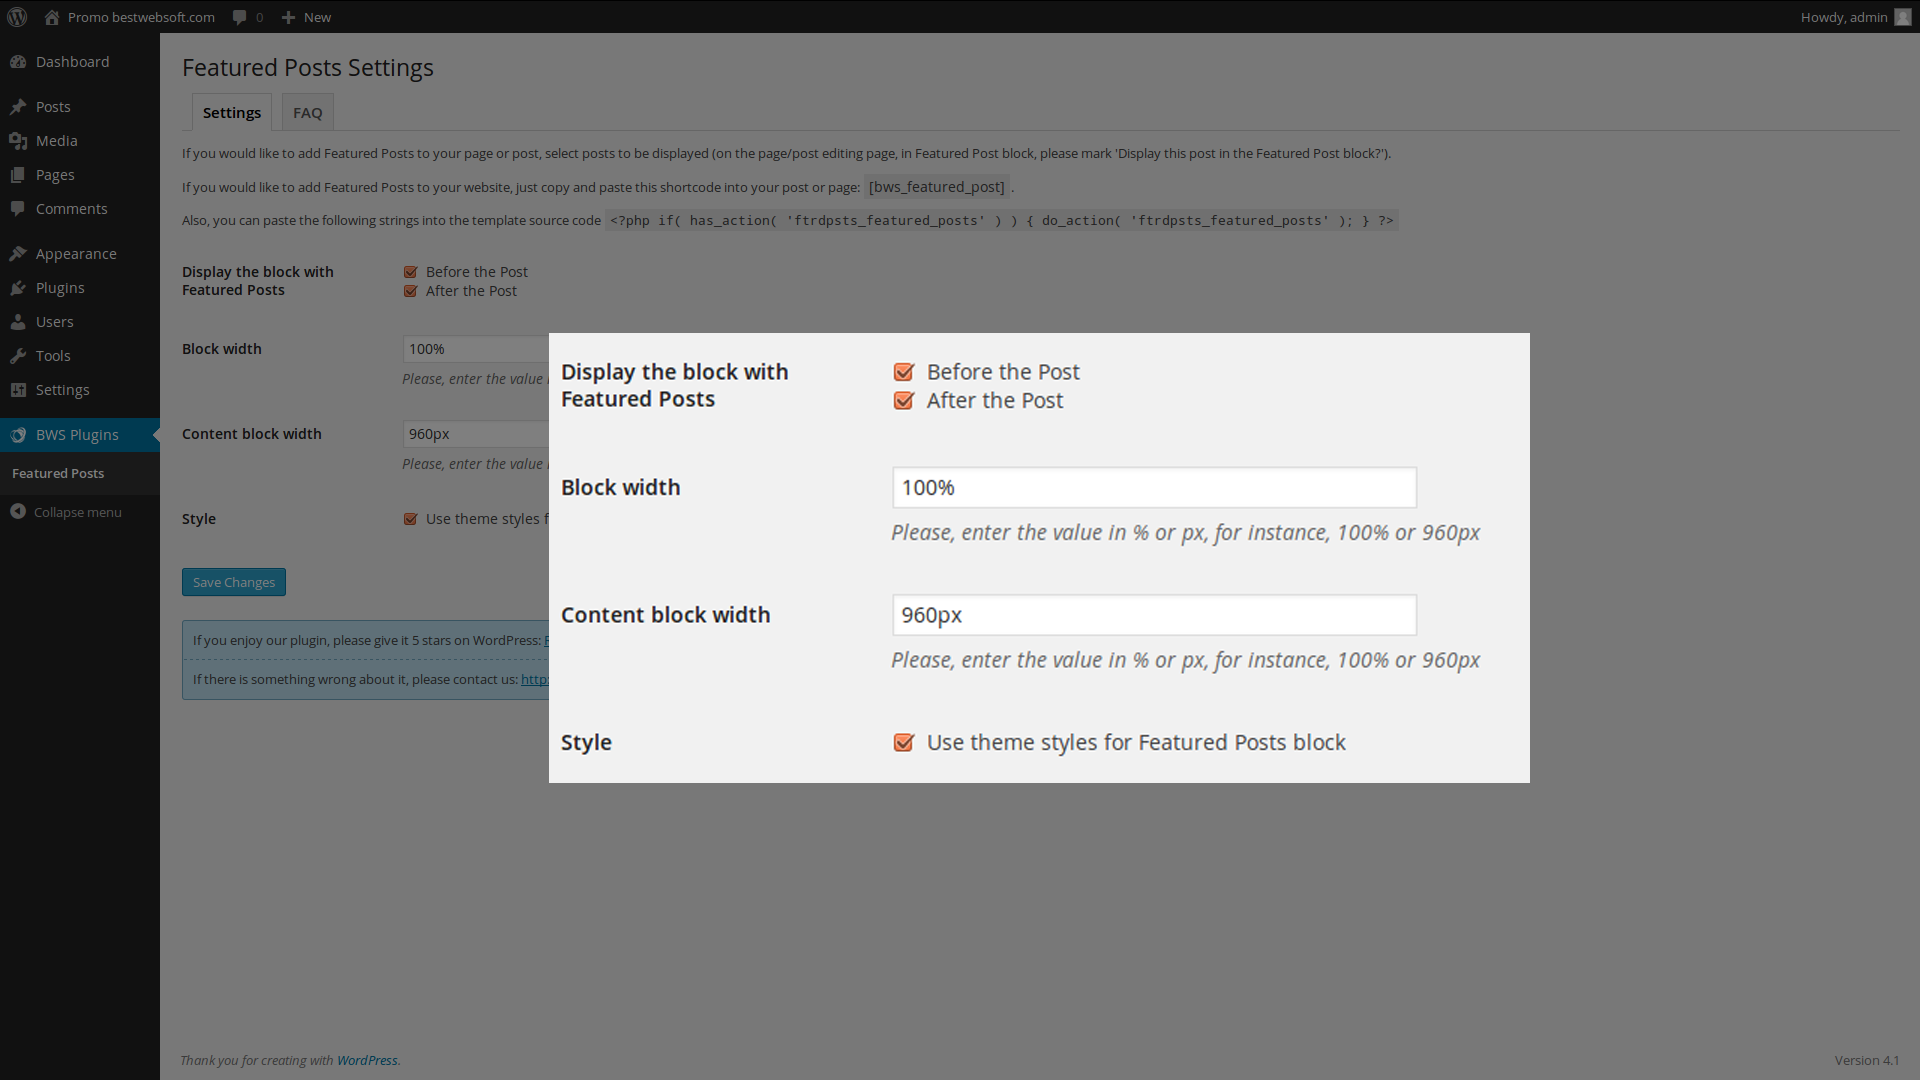 Promo bestwebsoft.com 0 New Howdy, admin
Dashboard
Posts
Media
Pages
Comments
Appearance
Plugins
Users
Tools
Settings
BWS Plugins
Featured Posts
Collapse menu
Featured Posts Settings
Settings FAQ
If you would like to add Featured Posts to your page or post, select posts to be displayed (on the page/post editing page, in Featured Post block, please mark 'Display this post in the Featured Post block?').
If you would like to add Featured Posts to your website, just copy and paste this shortcode into your post or page: [bws_featured_post] .
Also, you can paste the following strings into the template source code <?php if( has_action( 'ftrdpsts_featured_posts' ) ) { do_action( 'ftrdpsts_featured_posts' ); } ?>
Display the block with
Featured Posts
Before the Post
After the Post
Block width 100%
Please, enter the value
Content block width 960px
Please, enter the value
Style Use theme styles
Save Changes
If you enjoy our plugin, please give it 5 stars on WordPress:
If there is something wrong about it, please contact us: http:
Display the block with
Featured Posts
Before the Post
After the Post
Block width 100%
Please, enter the value in % or px, for instance, 100% or 960px
Content block width 960px
Please, enter the value in % or px, for instance, 100% or 960px
Style Use theme styles for Featured Posts block
Thank you for creating with WordPress. Version 4.1